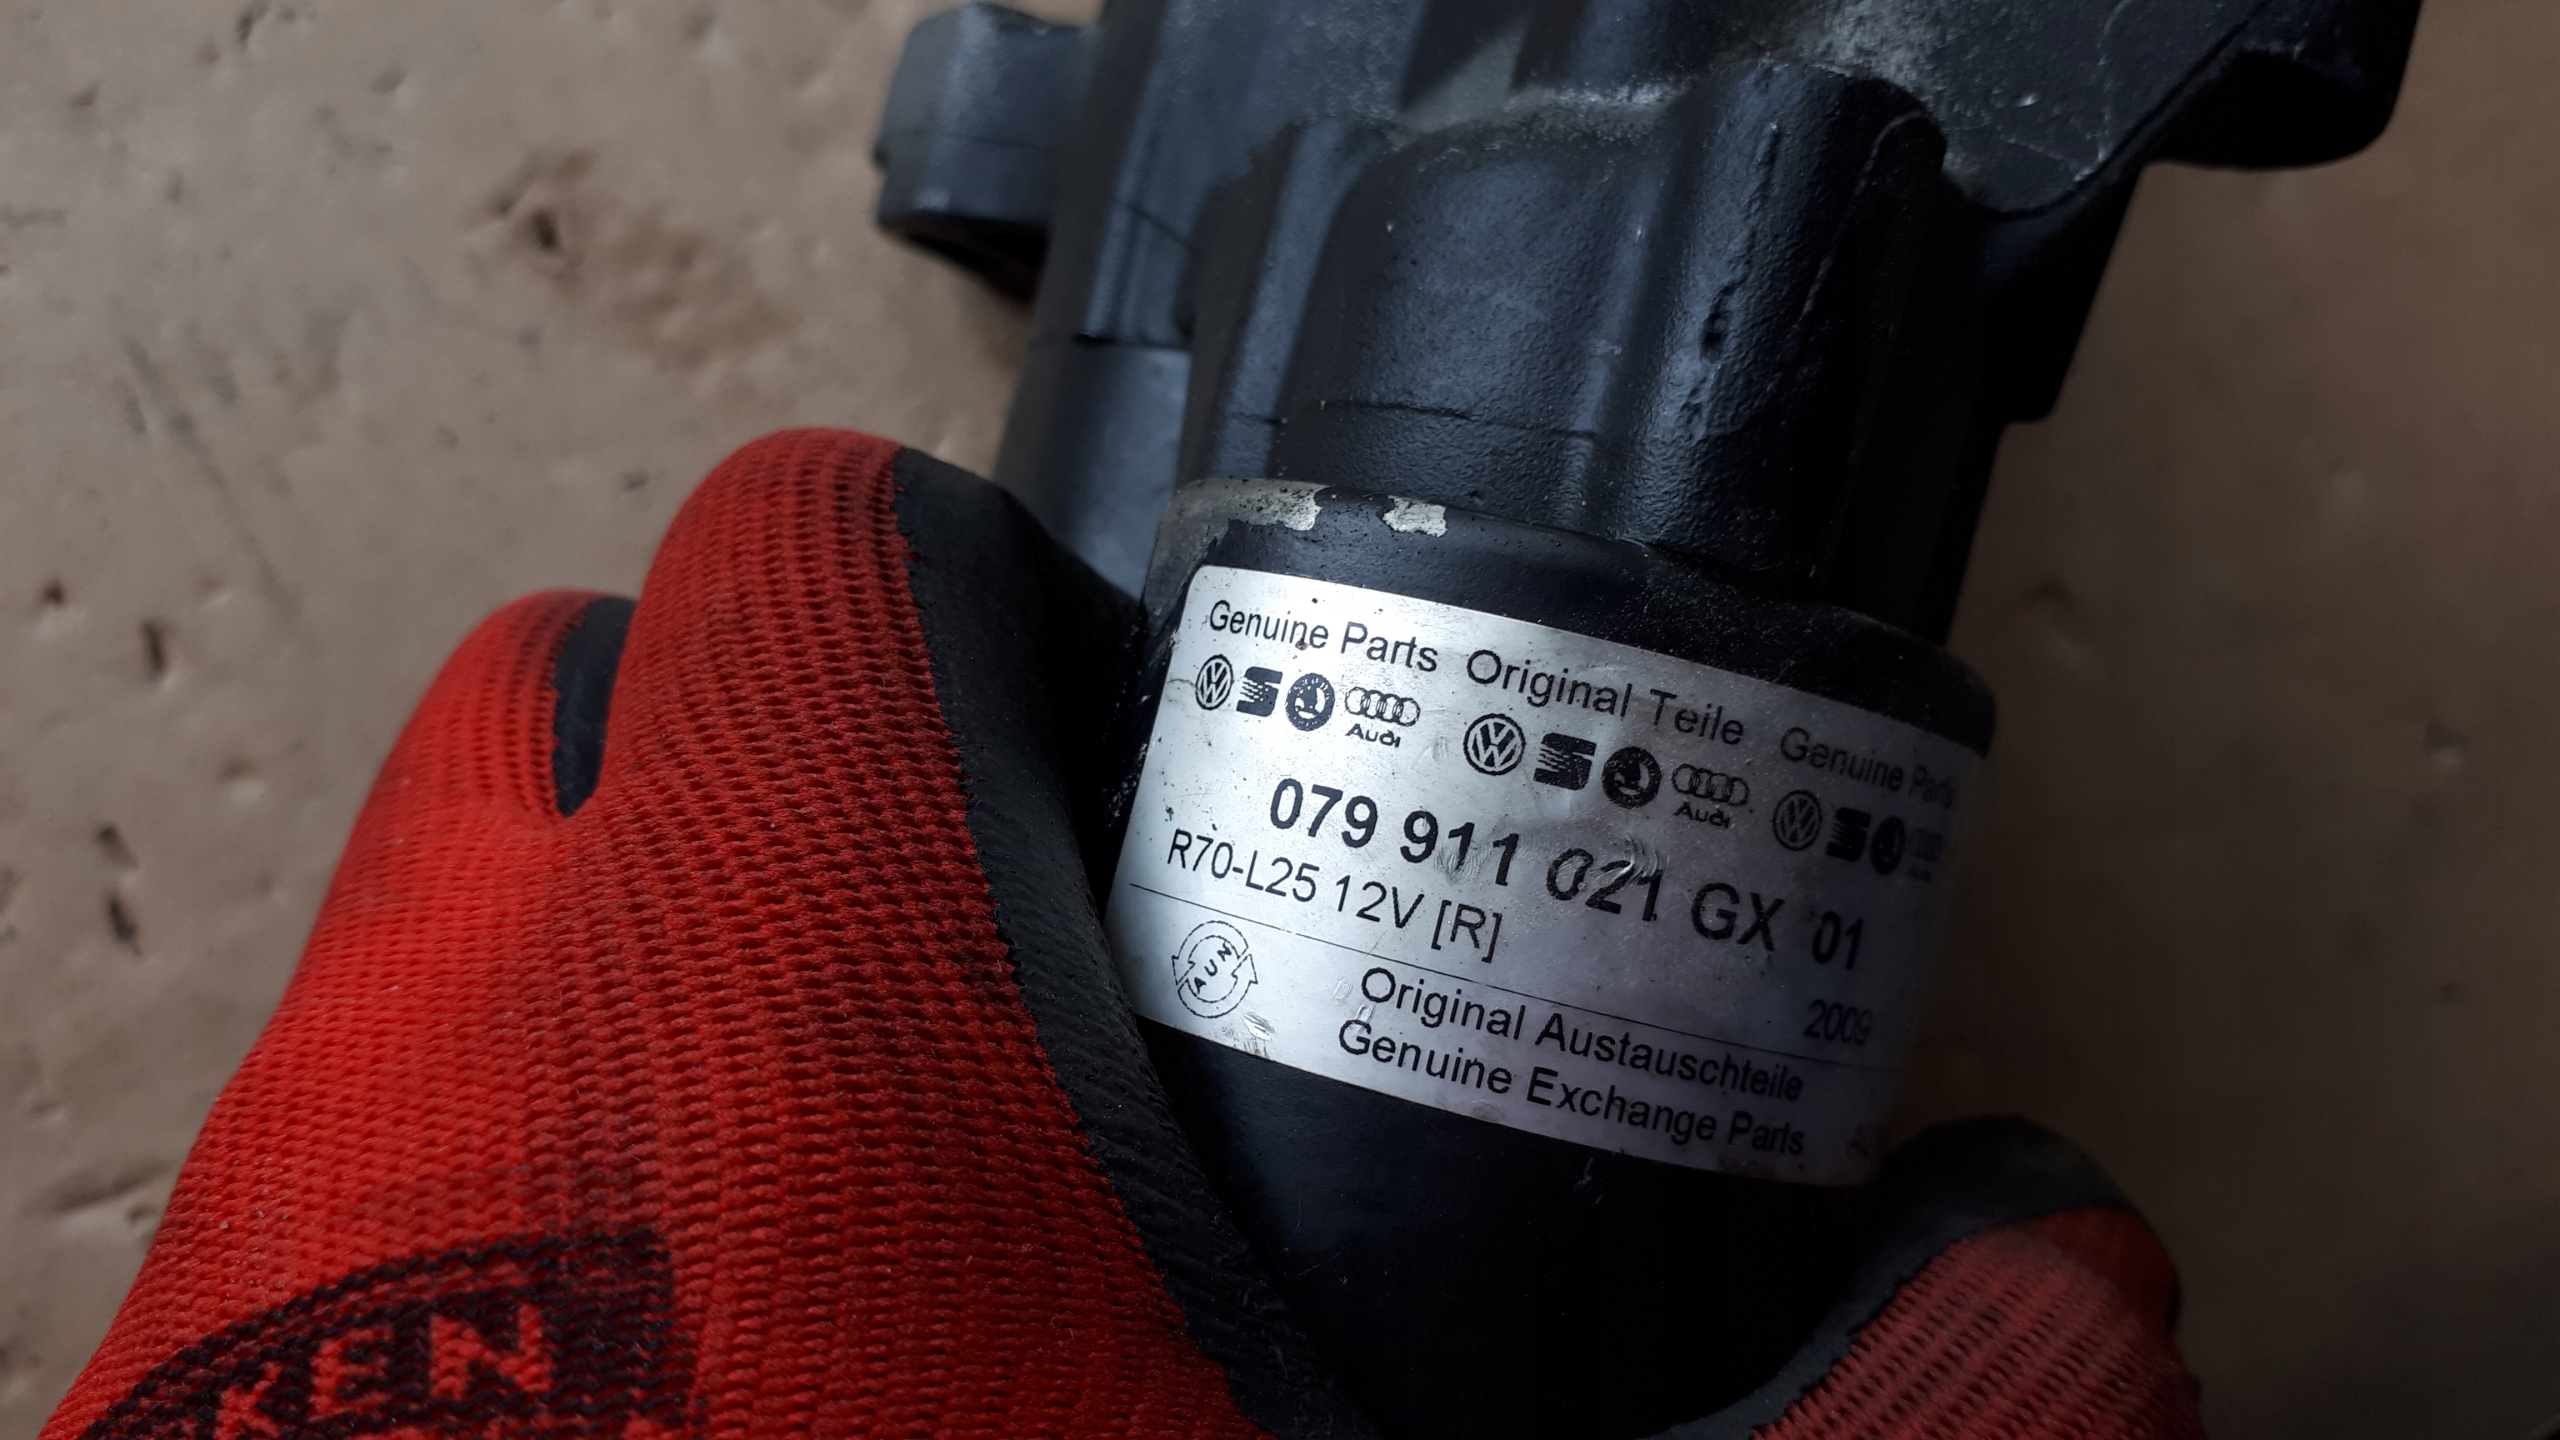 Genuine Parts Original Teile Genuine Parts
Audi Audi
079 911 021 GX 01
R70-L25 12V [R]
2009
Original Austauschteile
Genuine Exchange Parts
KEN